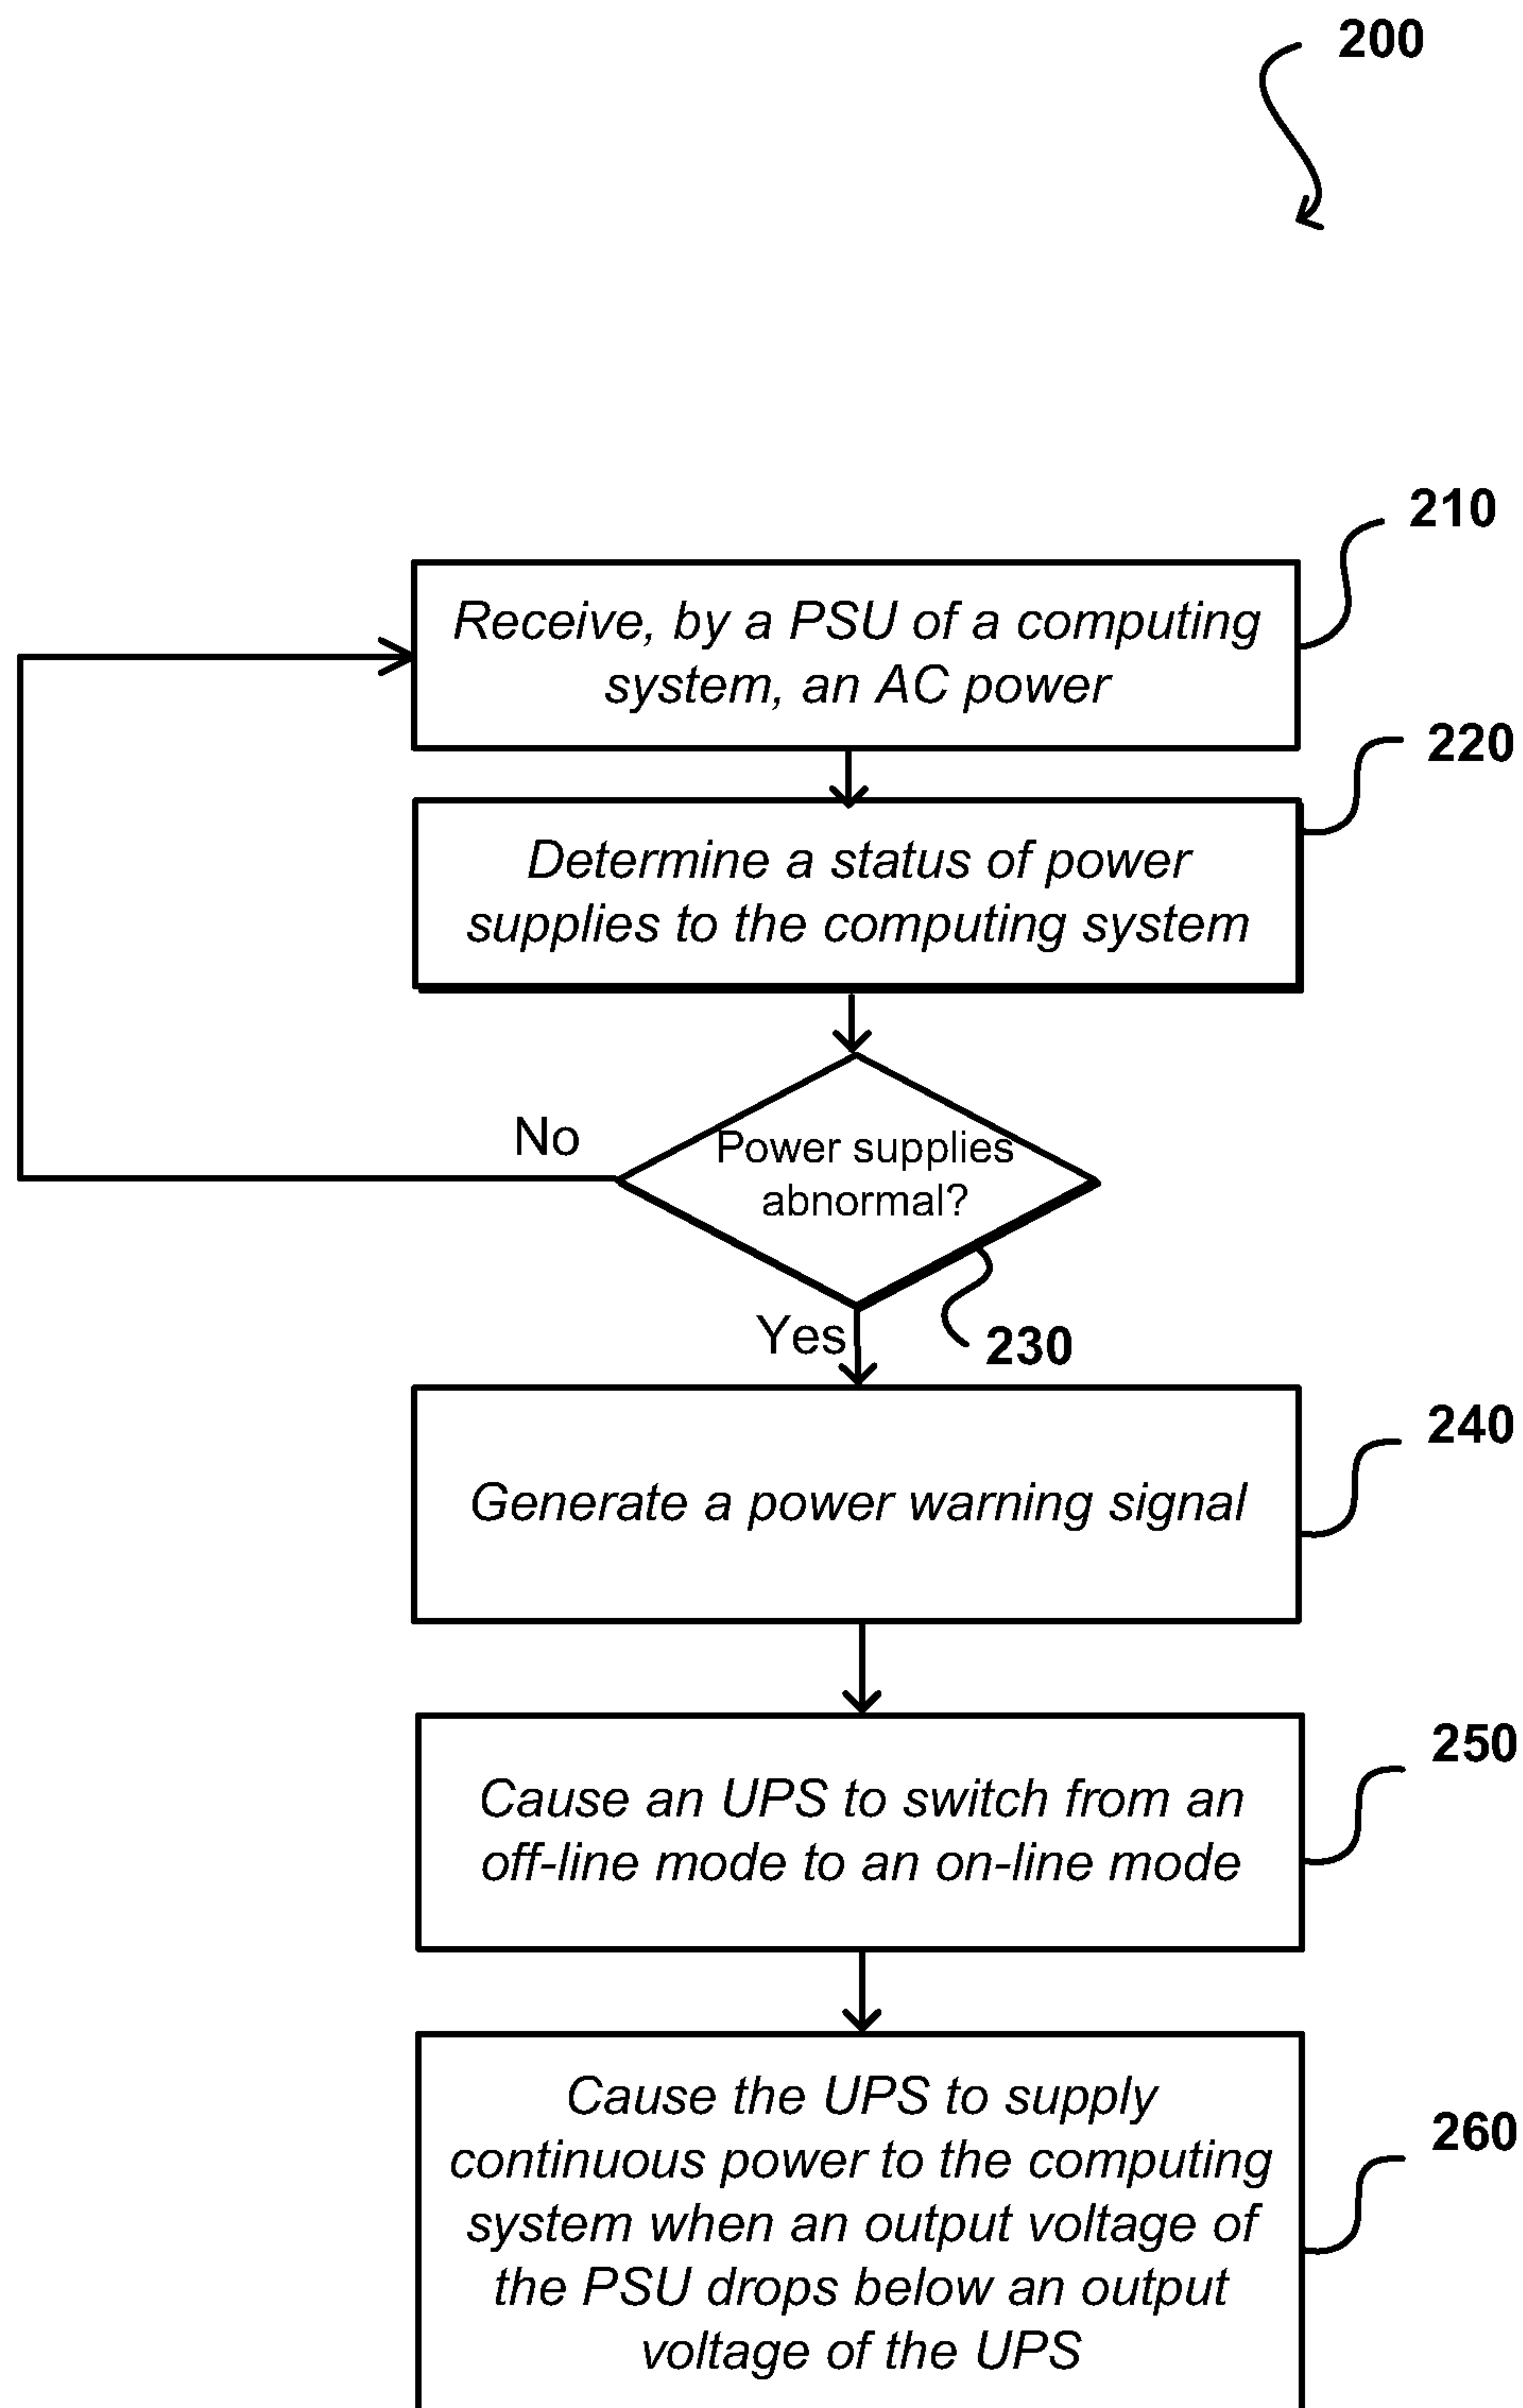 200
210
Receive, by a PSU of a computing
system, an AC power
220
Determine a status of power
supplies to the computing system
No
Power supplies
abnormal?
Yes
230
240
Generate a power warning signal
250
Cause an UPS to switch from an
off-line mode to an on-line mode
260
Cause the UPS to supply
continuous power to the computing
system when an output voltage of
the PSU drops below an output
voltage of the UPS